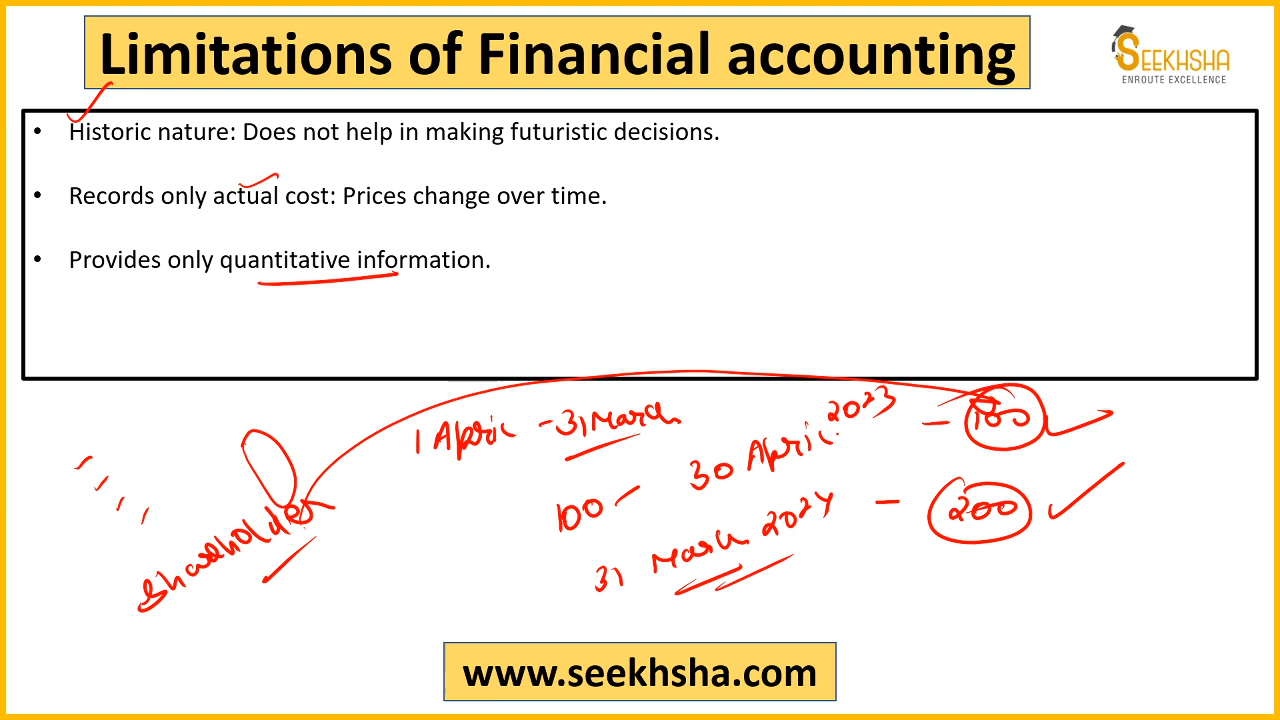 Limitations of Financial accounting
SEEKHSHA
ENROUTE EXCELLENCE
• Historic nature: Does not help in making futuristic decisions.
• Records only actual cost: Prices change over time.
• Provides only quantitative information.
1 April - 31 March
30 April 2023 - 100
100 -
31 March 2024 - 200
Shareholder
www.seekhsha.com